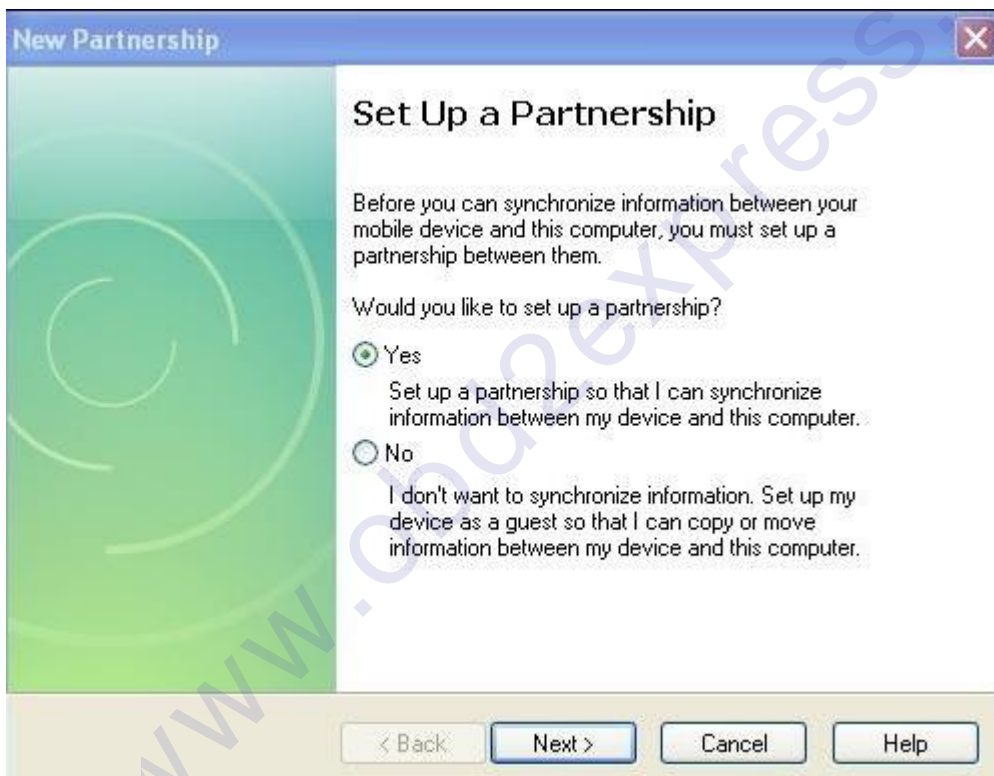 New Partnership
Set Up a Partnership
Before you can synchronize information between your
mobile device and this computer, you must set up a
partnership between them.
Would you like to set up a partnership?
Yes
Set up a partnership so that I can synchronize
information between my device and this computer.
No
I don't want to synchronize information. Set up my
device as a guest so that I can copy or move
information between my device and this computer.
< Back
Next >
Cancel
Help
www.obd2express.